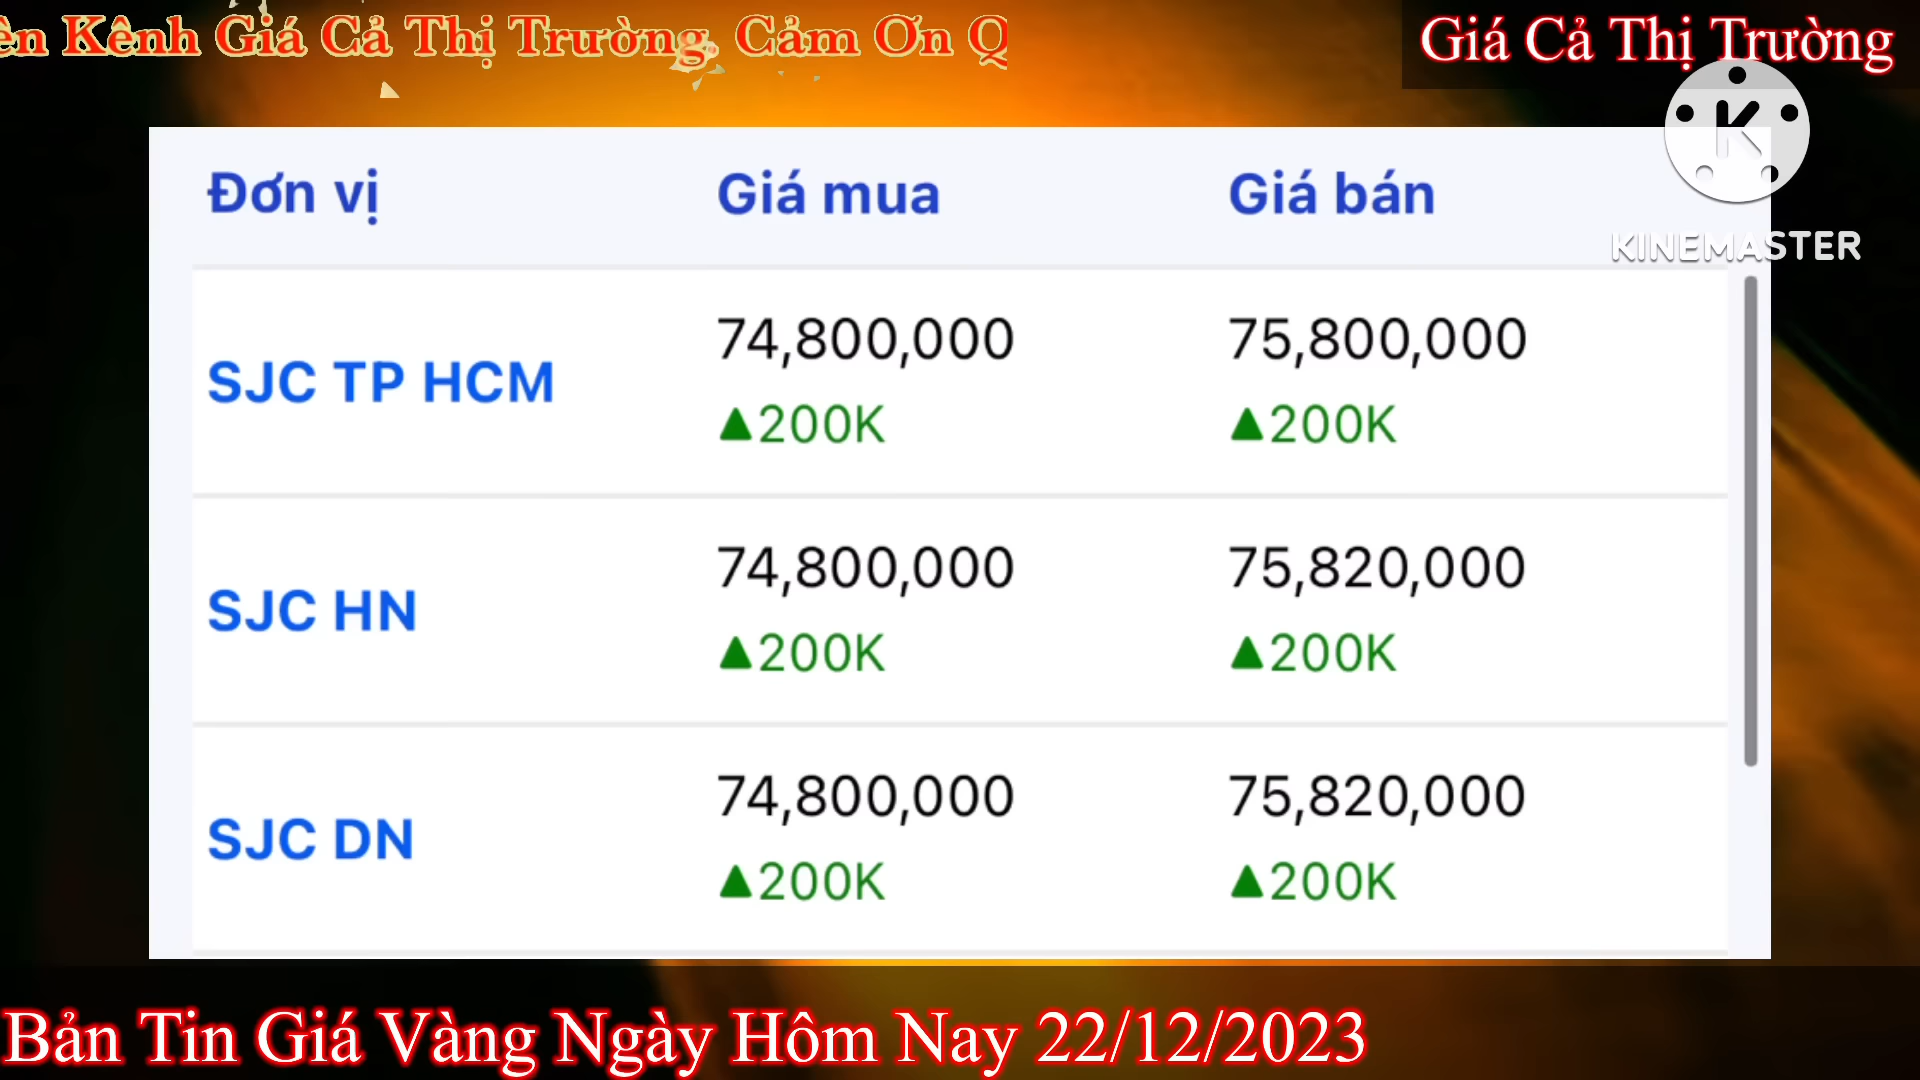 Kênh Giá Cả Thị Trường, Cảm Ơn
Giá Cả Thị Trường
KINEMASTER
Đơn vị Giá mua Giá bán
SJC TP HCM 74,800,000 75,800,000
▲200K ▲200K
SJC HN 74,800,000 75,820,000
▲200K ▲200K
SJC DN 74,800,000 75,820,000
▲200K ▲200K
Bản Tin Giá Vàng Ngày Hôm Nay 22/12/2023